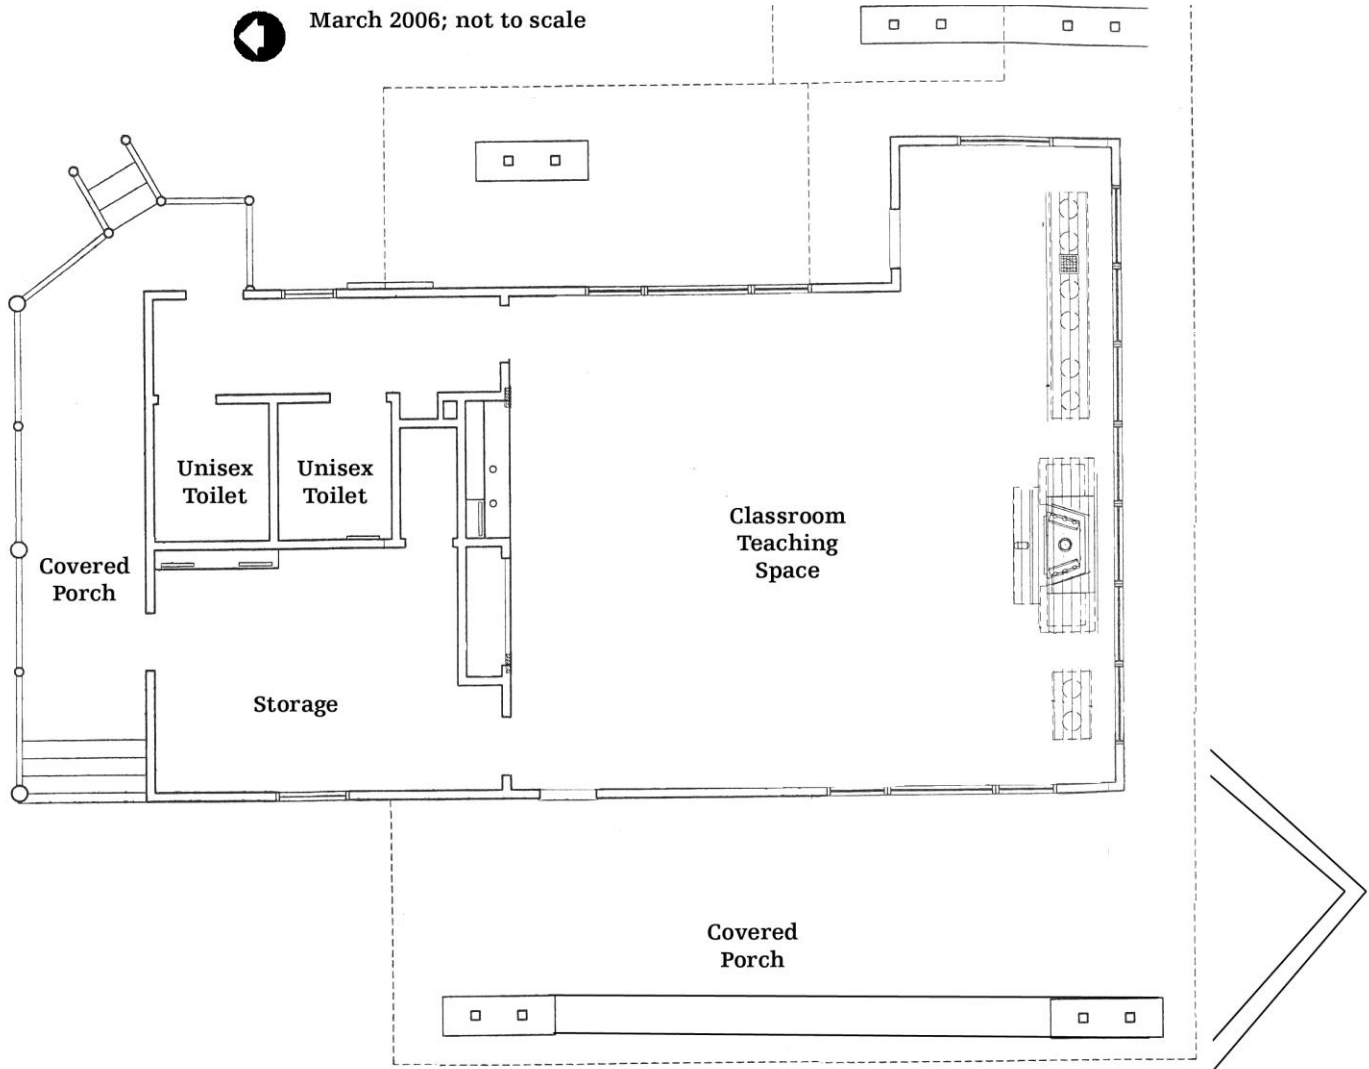 March 2006; not to scale
Unisex
Toilet
Unisex
Toilet
Classroom
Teaching
Space
Covered
Porch
Storage
Covered
Porch